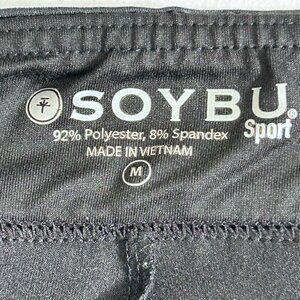 SOYBU®
Sport
92% Polyester, 8% Spandex
MADE IN VIETNAM
M